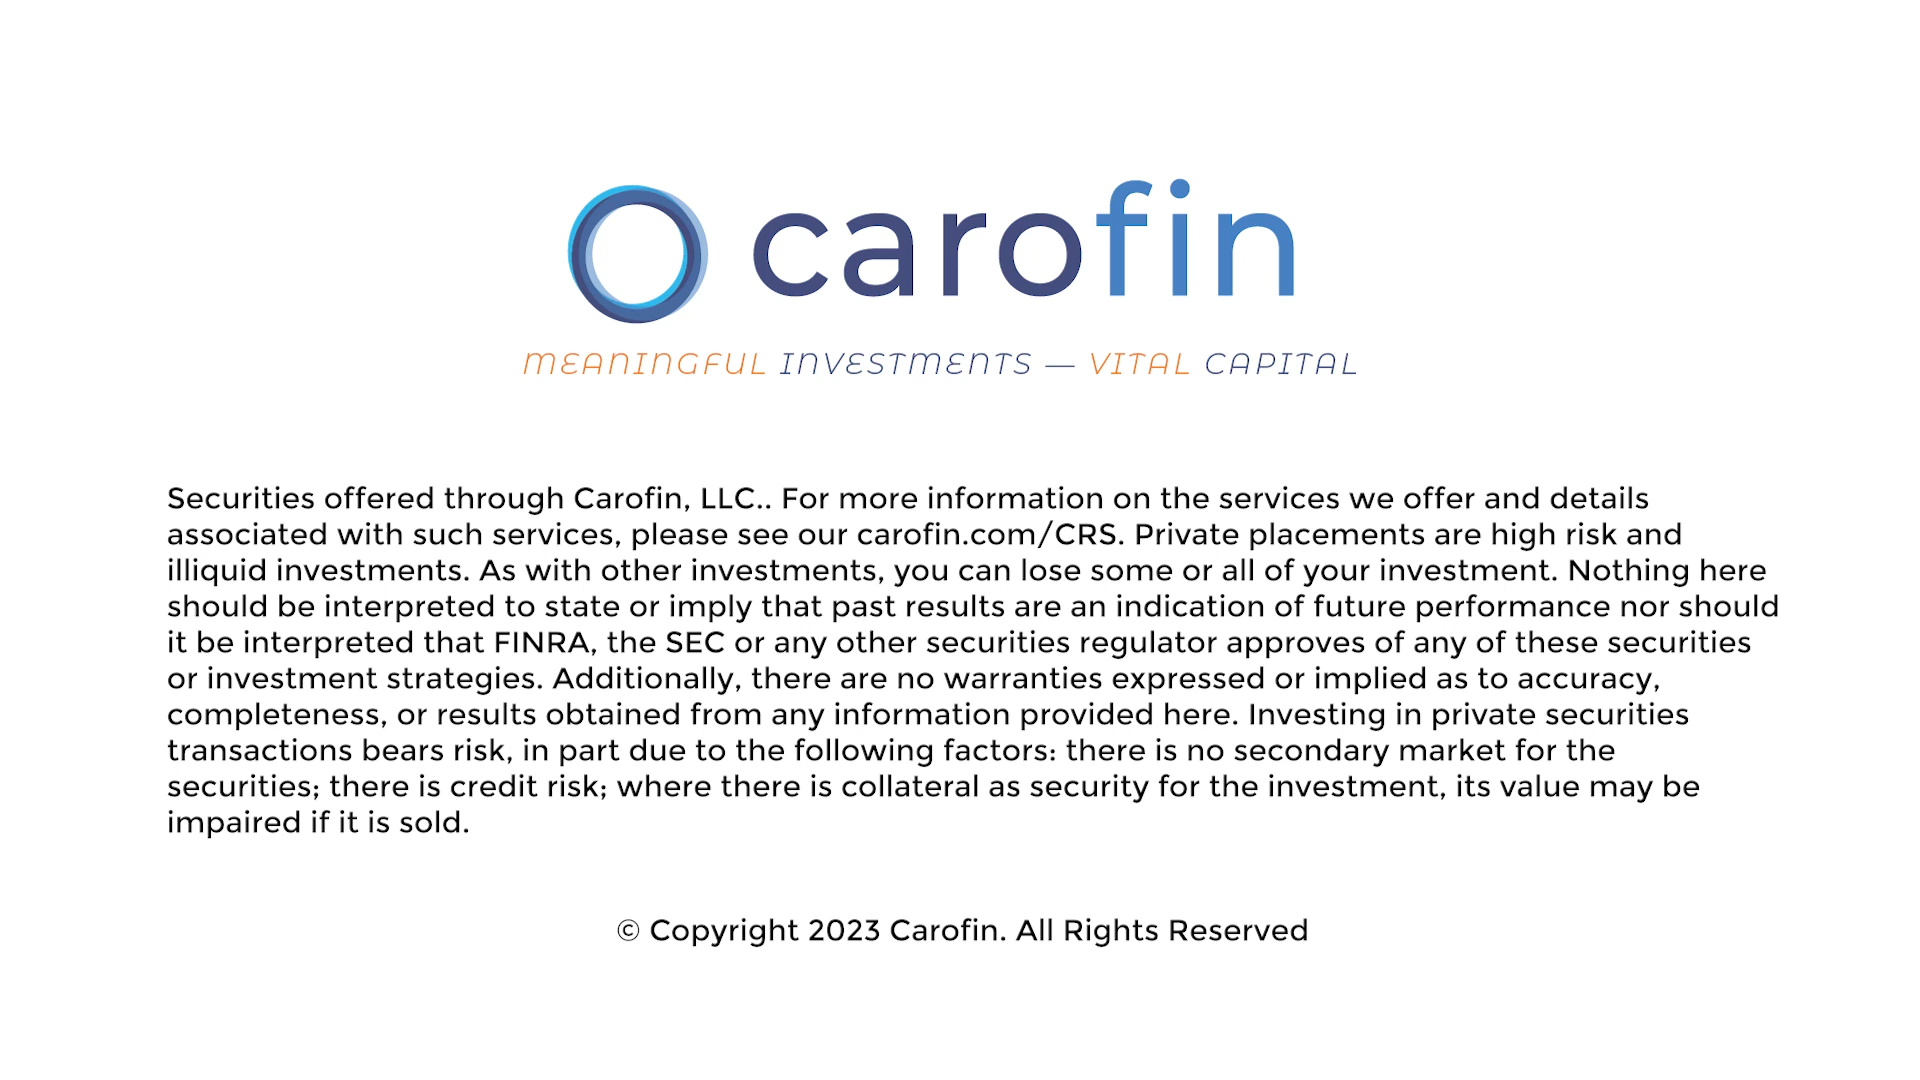 carofin
MEANINGFUL INVESTMENTS — VITAL CAPITAL
Securities offered through Carofin, LLC.. For more information on the services we offer and details
associated with such services, please see our carofin.com/CRS. Private placements are high risk and
illiquid investments. As with other investments, you can lose some or all of your investment. Nothing here
should be interpreted to state or imply that past results are an indication of future performance nor should
it be interpreted that FINRA, the SEC or any other securities regulator approves of any of these securities
or investment strategies. Additionally, there are no warranties expressed or implied as to accuracy,
completeness, or results obtained from any information provided here. Investing in private securities
transactions bears risk, in part due to the following factors: there is no secondary market for the
securities; there is credit risk; where there is collateral as security for the investment, its value may be
impaired if it is sold.
© Copyright 2023 Carofin. All Rights Reserved